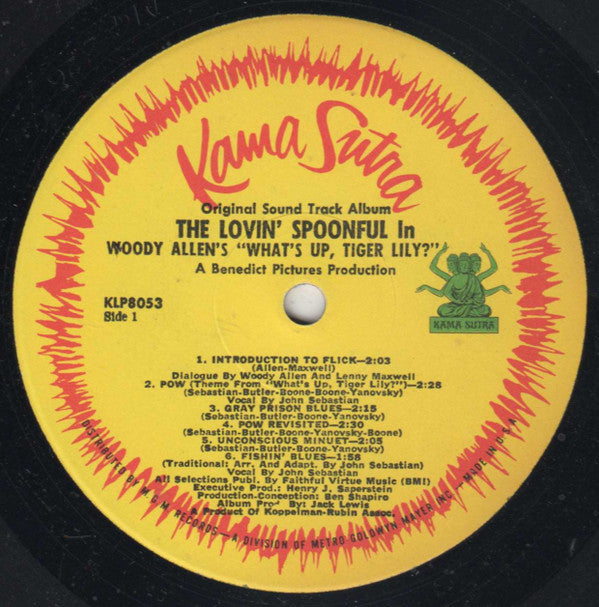 Kama Sutra
Original Sound Track Album
THE LOVIN' SPOONFUL In
WOODY ALLEN'S "WHAT'S UP, TIGER LILY?"
A Benedict Pictures Production
KLP8053
Side 1
KAMA SUTRA
1. INTRODUCTION TO FLICK—2:03
(Allen-Maxwell)
Dialogue By Woody Allen And Lenny Maxwell
2. POW (Theme From "What's Up, Tiger Lily?")—2:28
(Sebastian-Butler-Boone-Yanovsky)
Vocal By John Sebastian
3. GRAY PRISON BLUES—2:15
(Sebastian-Butler-Boone-Yanovsky)
4. POW REVISITED—2:30
(Sebastian-Butler-Boone-Yanovsky)
5. UNCONSCIOUS MINUET—2:05
(Sebastian-Butler-Boone-Yanovsky)
6. FISHIN' BLUES—1:58
(Traditional: Arr. And Adapt. By John Sebastian)
Vocal By John Sebastian
All Selections Publ. By Faithful Virtue Music (BMI)
Executive Prod.: Henry J. Saperstein
Production-Conception: Ben Shapiro
Album Prod. By: Jack Lewis
A Product Of Koppelman-Rubin Assoc.
DISTRIBUTED BY M.G.M. RECORDS—A DIVISION OF METRO-GOLDWYN MAYER INC.—MADE IN U.S.A.